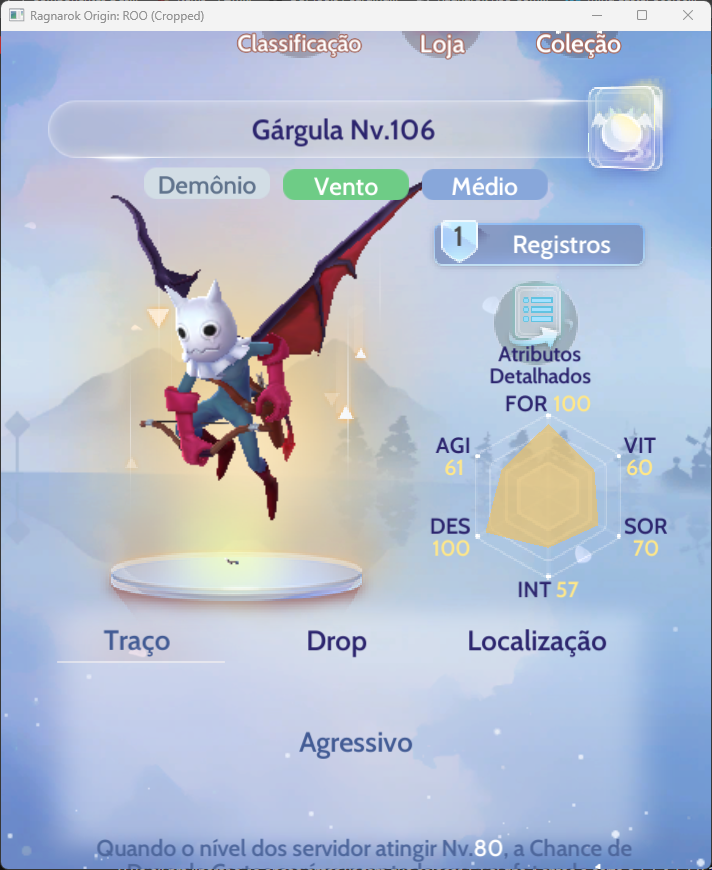 Ragnarok Origin: ROO (Cropped)
Classificação Loja Coleção
Gárgula Nv.106
Demônio Vento Médio
1 Registros
Atributos
Detalhados
FOR 100
AGI VIT
61 60
DES SOR
100 70
INT 57
Traço Drop Localização
Agressivo
Quando o nível dos servidor atingir Nv.80, a Chance de